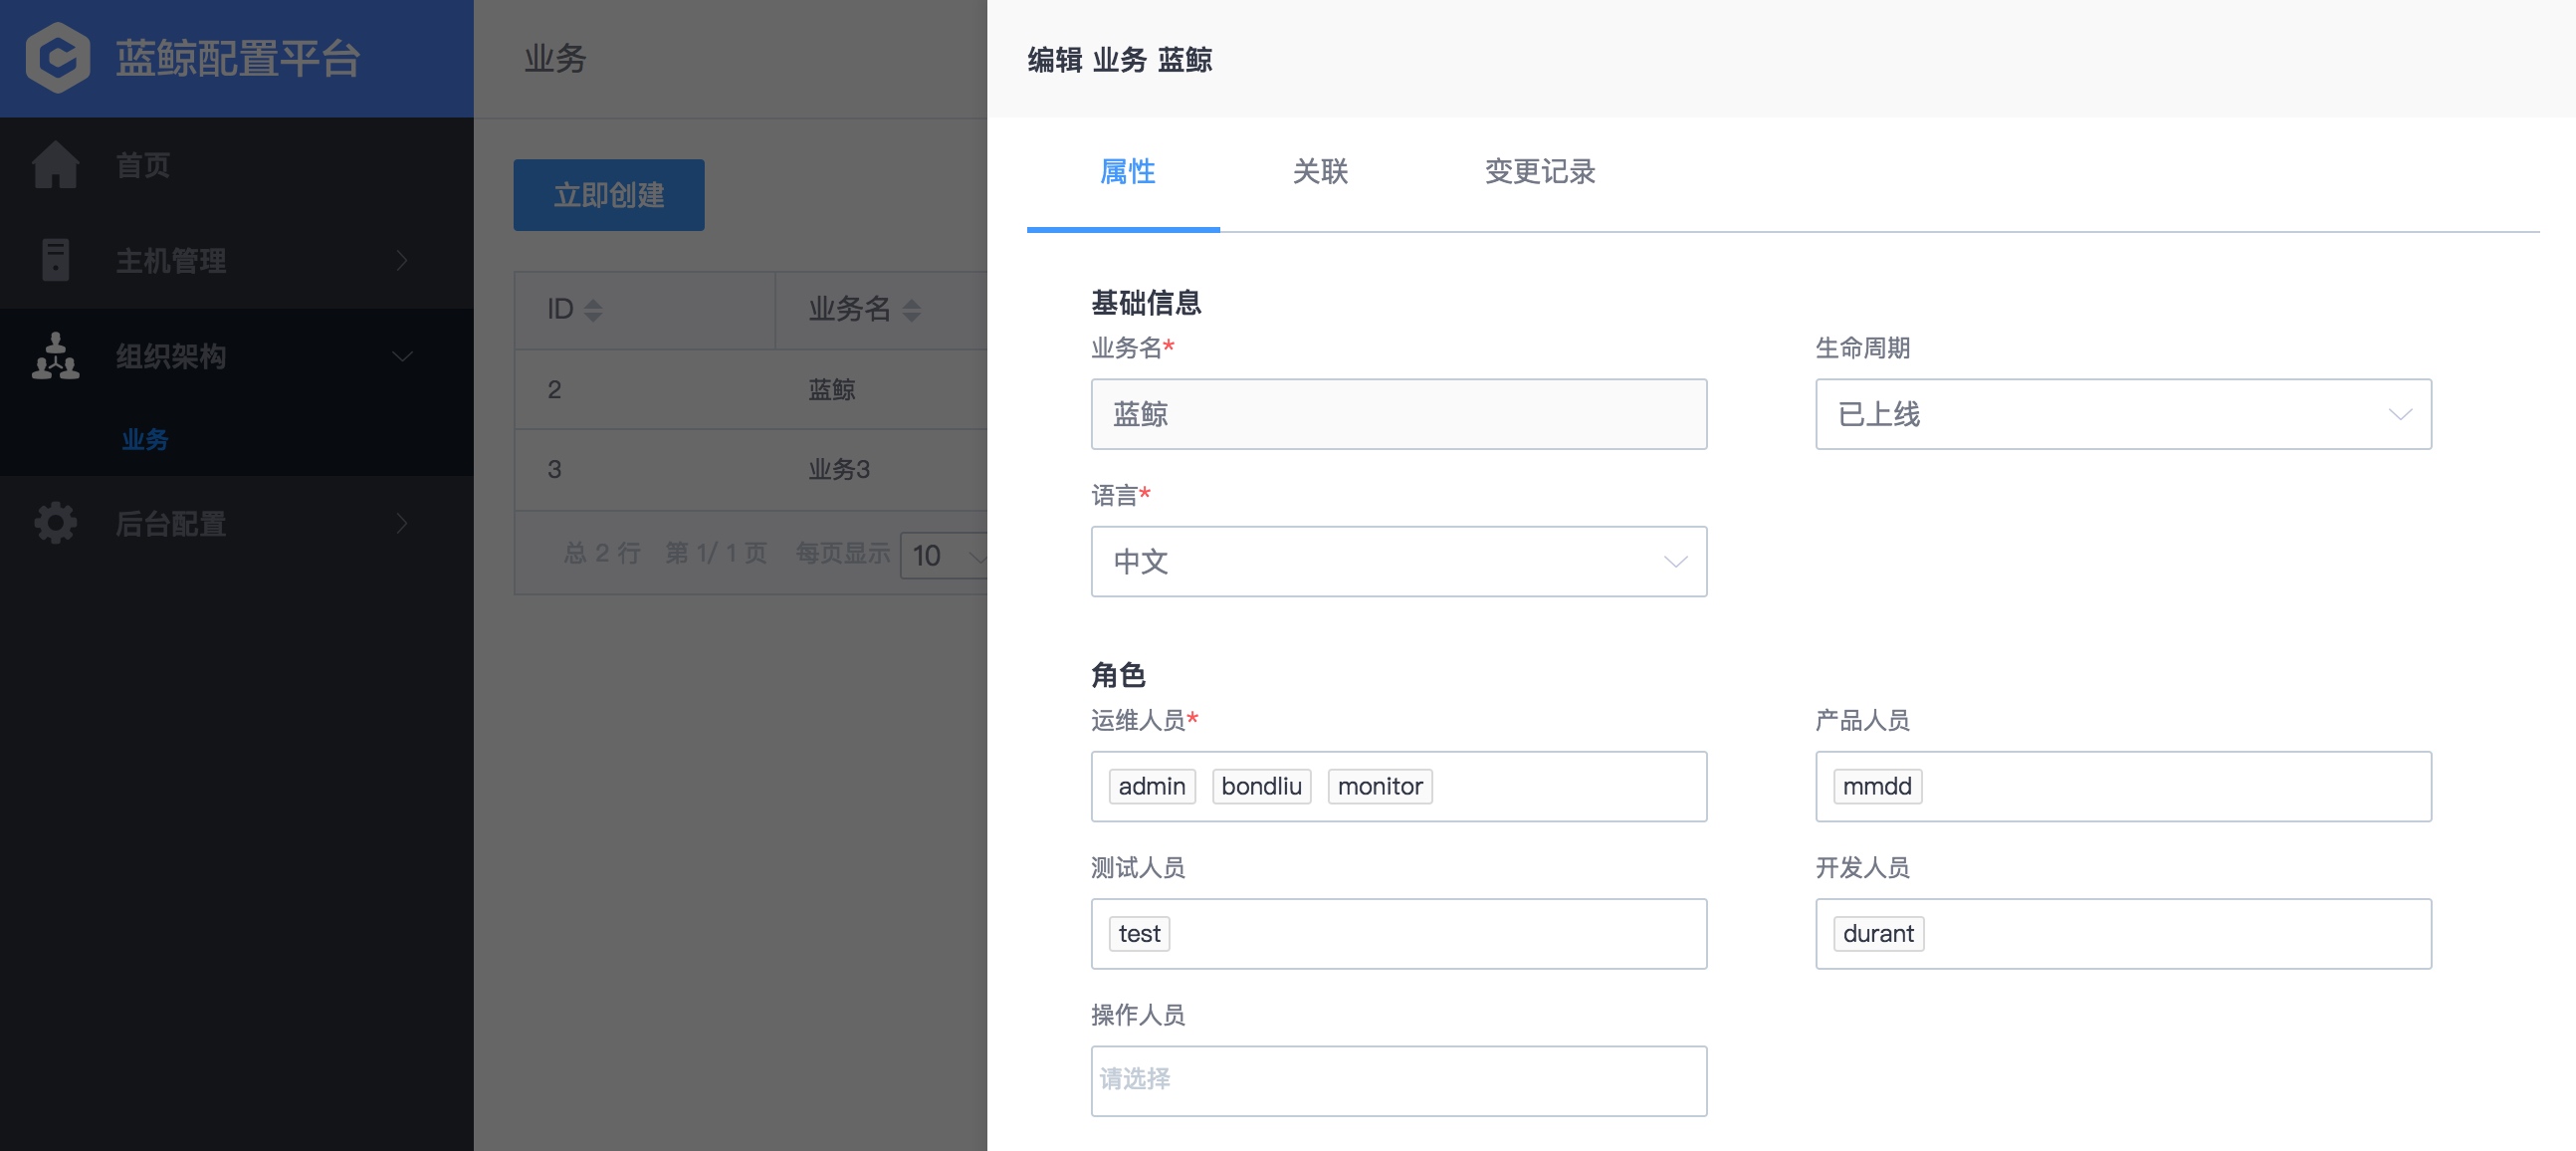 蓝鲸配置平台
首页
主机管理
组织架构
业务
后台配置
业务
立即创建
ID 业务名
2 蓝鲸
3 业务3
总 2 行 第 1/ 1 页 每页显示 10
编辑 业务 蓝鲸
属性 关联 变更记录
基础信息
业务名* 生命周期
蓝鲸 已上线
语言*
中文
角色
运维人员* 产品人员
admin bondliu monitor mmdd
测试人员 开发人员
test durant
操作人员
请选择